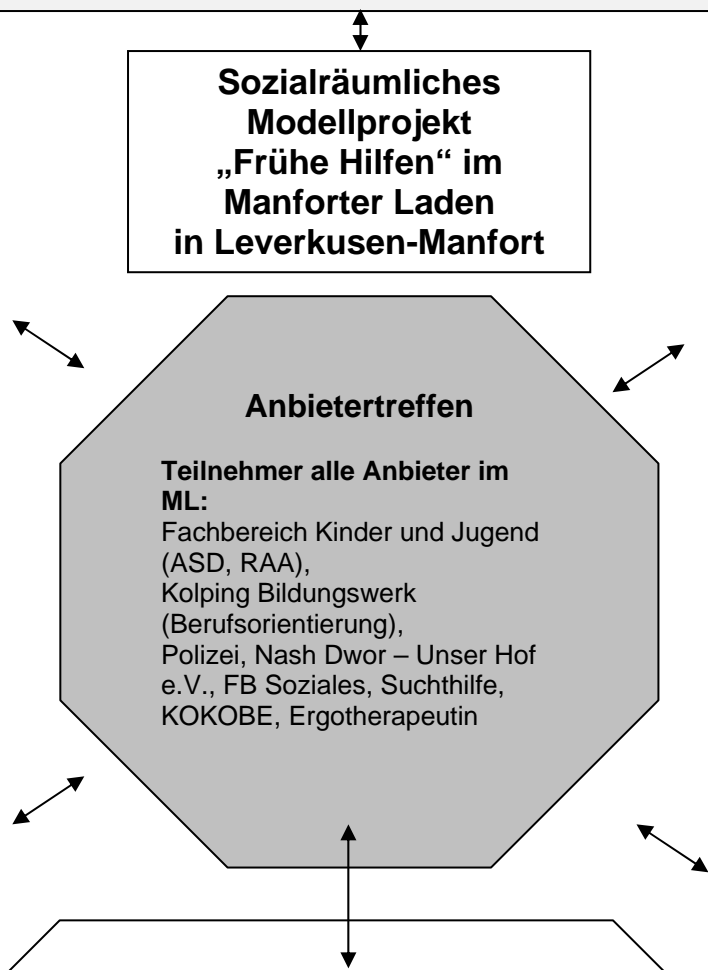 Sozialräumliches
Modellprojekt
„Frühe Hilfen“ im
Manforter Laden
in Leverkusen-Manfort
Anbietertreffen
Teilnehmer alle Anbieter im
ML:
Fachbereich Kinder und Jugend
(ASD, RAA),
Kolping Bildungswerk
(Berufsorientierung),
Polizei, Nash Dwor – Unser Hof
e.V., FB Soziales, Suchthilfe,
KOKOBE, Ergotherapeutin